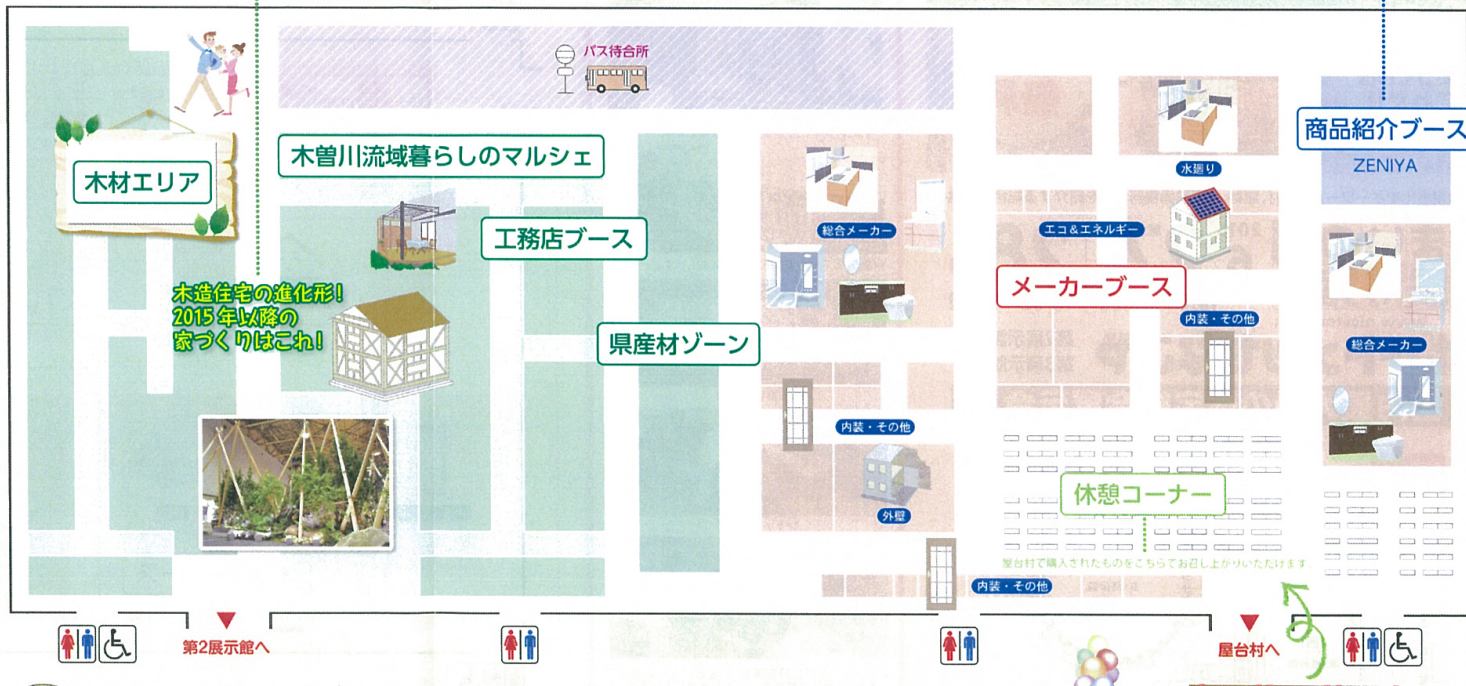 バス待合所
木材エリア
木曽川流域暮らしのマルシェ
工務店ブース
木造住宅の進化形！
2015年以降の
家づくりはこれ！
県産材ゾーン
総合メーカー
内装・その他
外壁
内装・その他
水廻り
エコ&エネルギー
メーカーブース
内装・その他
商品紹介ブース
ZENIYA
総合メーカー
休憩コーナー
屋台村で購入されたものをこちらでお召し上がりいただけます
第2展示館へ
屋台村へ